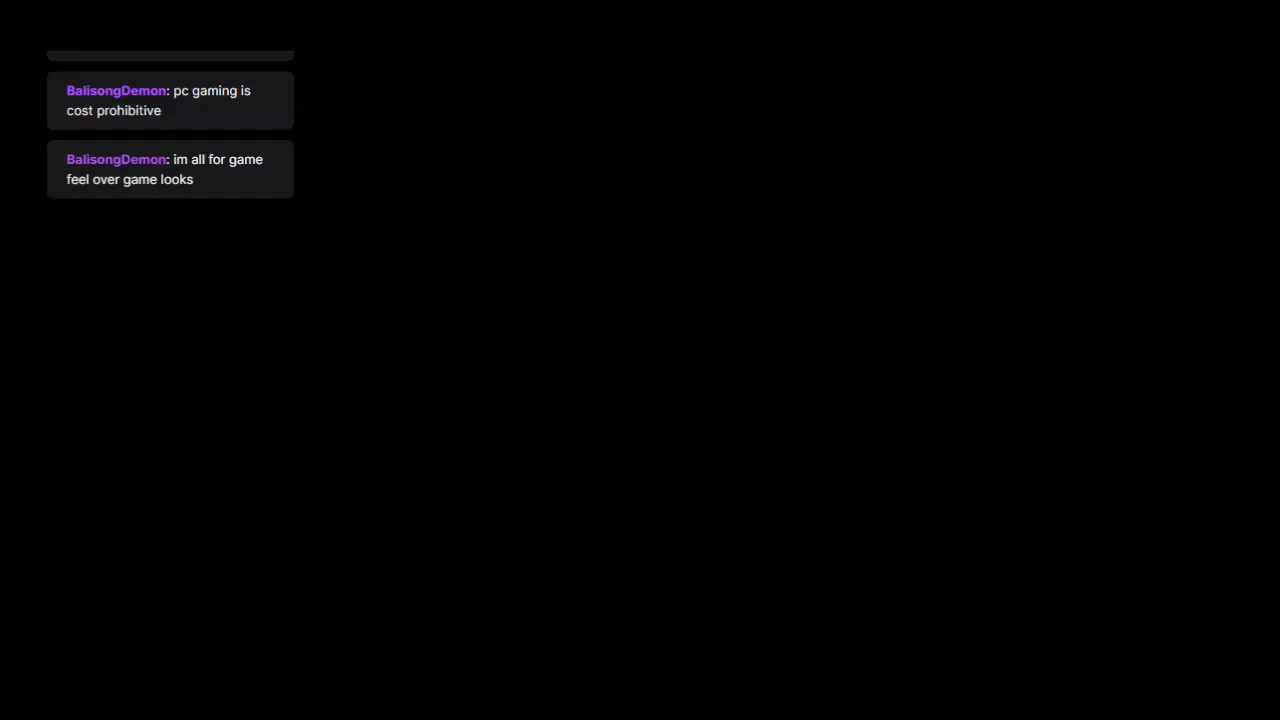 BalisongDemon: pc gaming is
cost prohibitive
BalisongDemon: im all for game
feel over game looks